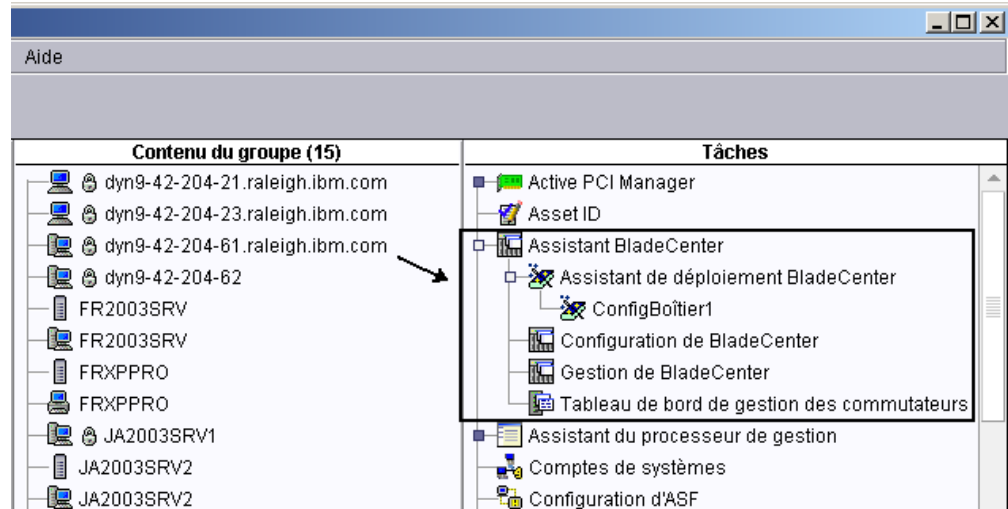 Aide
Contenu du groupe (15)
dyn9-42-204-21.raleigh.ibm.com
dyn9-42-204-23.raleigh.ibm.com
dyn9-42-204-61.raleigh.ibm.com
dyn9-42-204-62
FR2003SRV
FR2003SRV
FRXPPRO
FRXPPRO
JA2003SRV1
JA2003SRV2
JA2003SRV2
Tâches
Active PCI Manager
Asset ID
Assistant BladeCenter
Assistant de déploiement BladeCenter
ConfigBoîtier1
Configuration de BladeCenter
Gestion de BladeCenter
Tableau de bord de gestion des commutateurs
Assistant du processeur de gestion
Comptes de systèmes
Configuration d'ASF